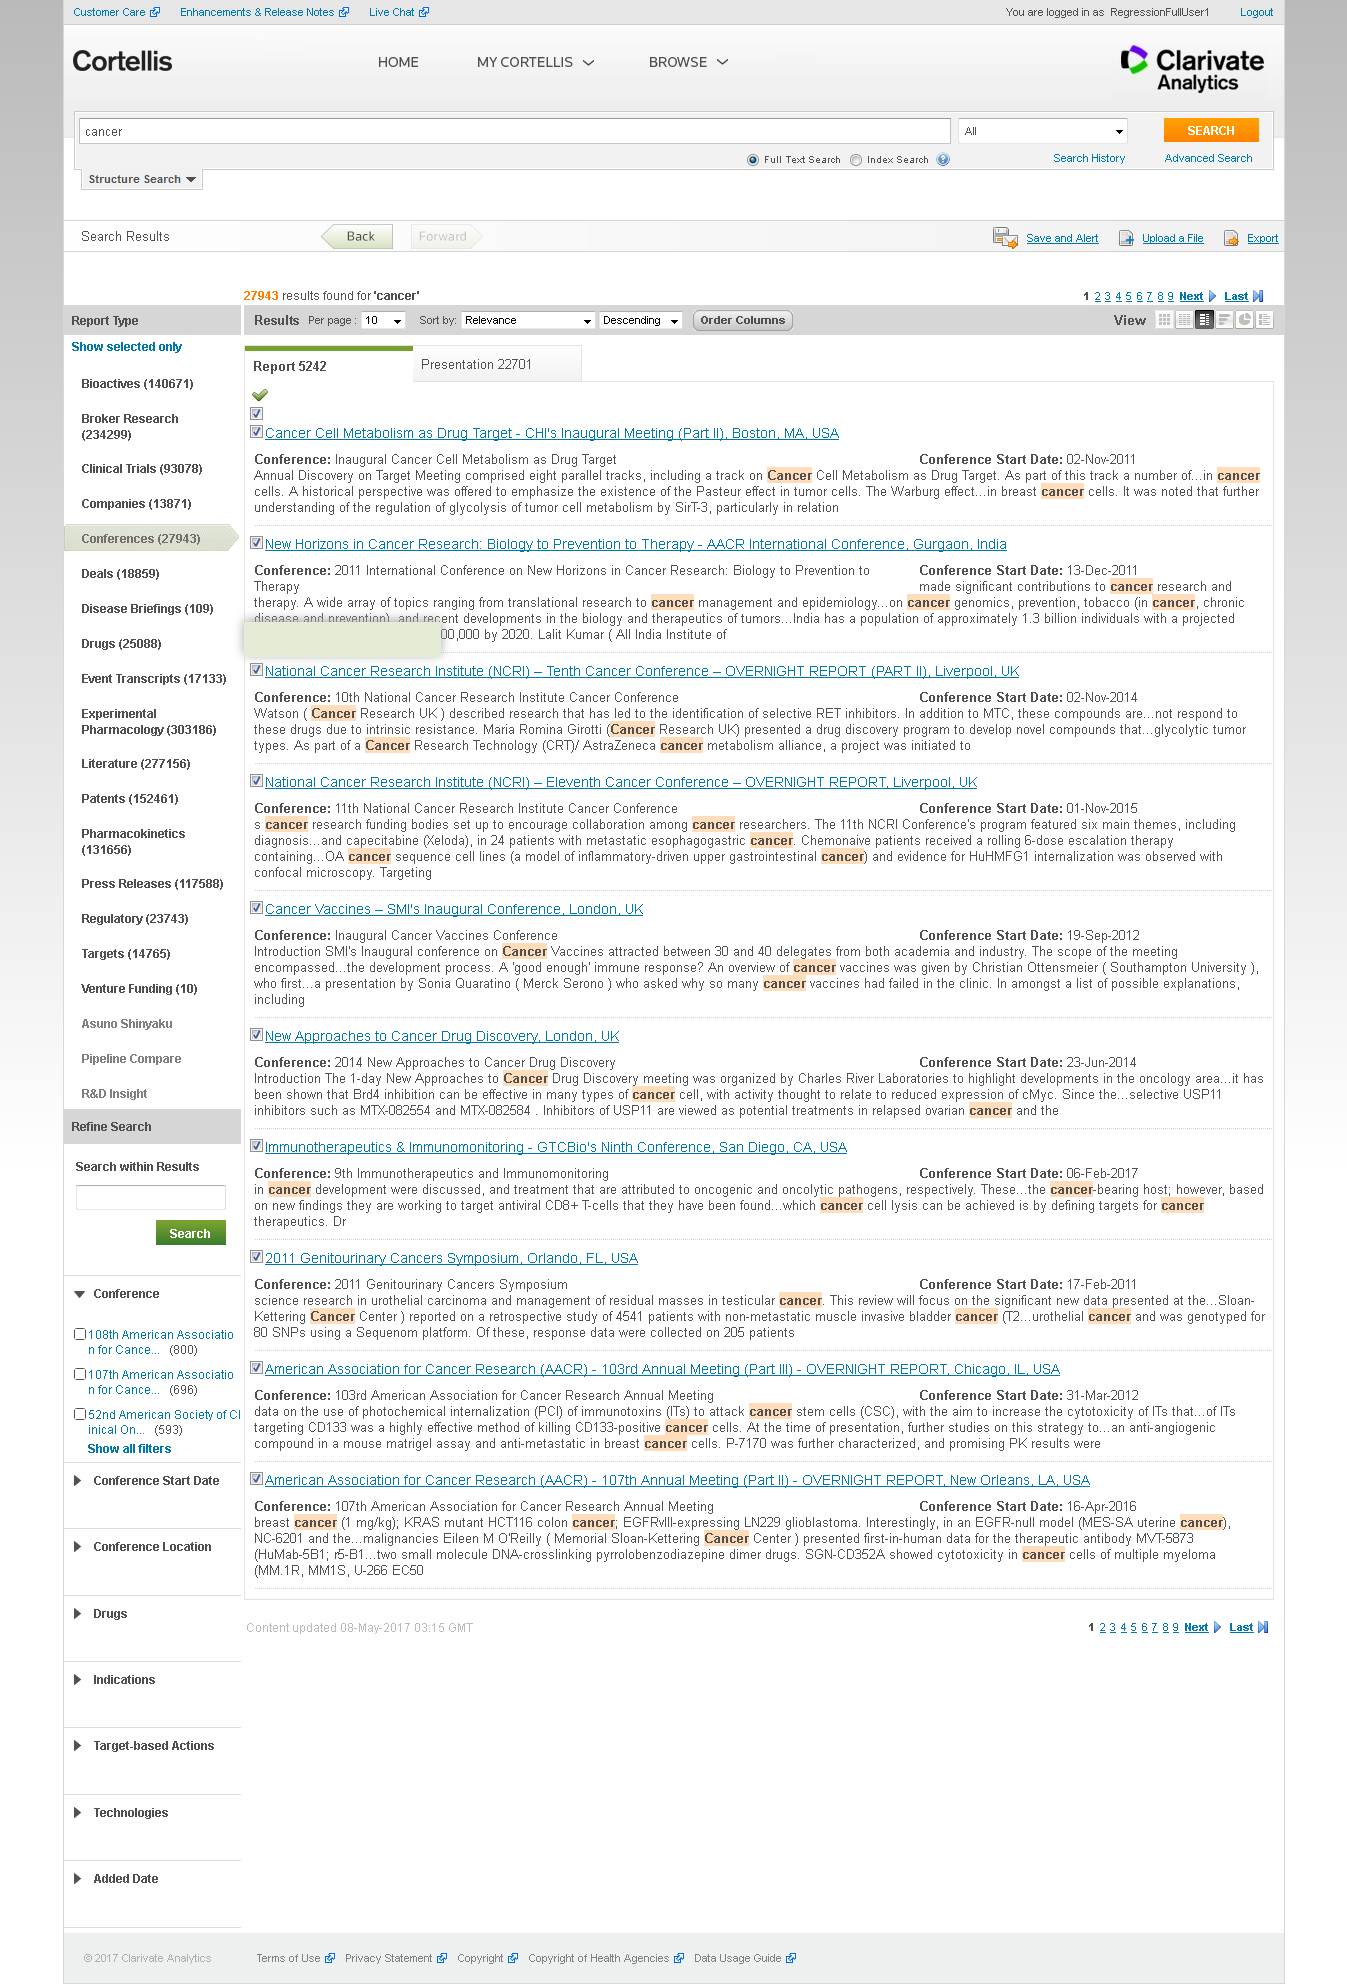 Customer Care Enhancements & Release Notes Live Chat You are logged in as RegressionFullUser1 Logout
Cortellis HOME MY CORTELLIS BROWSE Clarivate
Analytics
cancer All SEARCH
Full Text Search Index Search ? Search History Advanced Search
Structure Search
Search Results Back Forward Save and Alert Upload a File Export
27943 results found for 'cancer' 1 2 3 4 5 6 7 8 9 Next Last
Report Type
Show selected only
Bioactives (140671)
Broker Research
(234299)
Clinical Trials (93078)
Companies (13871)
Conferences (27943)
Deals (18859)
Disease Briefings (109)
Drugs (25088)
Event Transcripts (17133)
Experimental
Pharmacology (303186)
Literature (277156)
Patents (152461)
Pharmacokinetics
(131656)
Press Releases (117588)
Regulatory (23743)
Targets (14765)
Venture Funding (10)
Asuno Shinyaku
Pipeline Compare
R&D Insight
Refine Search
Search within Results
Search
Conference
108th American Associatio
n for Cance... (800)
107th American Associatio
n for Cance... (696)
52nd American Society of Cl
inical On... (593)
Show all filters
Conference Start Date
Conference Location
Drugs
Indications
Target-based Actions
Technologies
Added Date
Results Per page : 10 Sort by: Relevance Descending Order Columns View
Report 5242 Presentation 22701
Cancer Cell Metabolism as Drug Target - CHI's Inaugural Meeting (Part II), Boston, MA, USA
Conference: Inaugural Cancer Cell Metabolism as Drug Target Conference Start Date: 02-Nov-2011
Annual Discovery on Target Meeting comprised eight parallel tracks, including a track on Cancer Cell Metabolism as Drug Target. As part of this track a number of...in cancer
cells. A historical perspective was offered to emphasize the existence of the Pasteur effect in tumor cells. The Warburg effect...in breast cancer cells. It was noted that further
understanding of the regulation of glycolysis of tumor cell metabolism by SirT-3, particularly in relation
New Horizons in Cancer Research: Biology to Prevention to Therapy - AACR International Conference, Gurgaon, India
Conference: 2011 International Conference on New Horizons in Cancer Research: Biology to Prevention to Conference Start Date: 13-Dec-2011
Therapy made significant contributions to cancer research and
therapy. A wide array of topics ranging from translational research to cancer management and epidemiology...on cancer genomics, prevention, tobacco (in cancer, chronic
disease and prevention), and recent developments in the biology and therapeutics of tumors...India has a population of approximately 1.3 billion individuals with a projected
00,000 by 2020. Lalit Kumar ( All India Institute of
National Cancer Research Institute (NCRI) – Tenth Cancer Conference – OVERNIGHT REPORT (PART II), Liverpool, UK
Conference: 10th National Cancer Research Institute Cancer Conference Conference Start Date: 02-Nov-2014
Watson ( Cancer Research UK ) described research that has led to the identification of selective RET inhibitors. In addition to MTC, these compounds are...not respond to
these drugs due to intrinsic resistance. Maria Romina Girotti (Cancer Research UK) presented a drug discovery program to develop novel compounds that...glycolytic tumor
types. As part of a Cancer Research Technology (CRT)/ AstraZeneca cancer metabolism alliance, a project was initiated to
National Cancer Research Institute (NCRI) – Eleventh Cancer Conference – OVERNIGHT REPORT, Liverpool, UK
Conference: 11th National Cancer Research Institute Cancer Conference Conference Start Date: 01-Nov-2015
s cancer research funding bodies set up to encourage collaboration among cancer researchers. The 11th NCRI Conference's program featured six main themes, including
diagnosis...and capecitabine (Xeloda), in 24 patients with metastatic esophagogastric cancer. Chemonaive patients received a rolling 6-dose escalation therapy
containing...OA cancer sequence cell lines (a model of inflammatory-driven upper gastrointestinal cancer) and evidence for HuHMFG1 internalization was observed with
confocal microscopy. Targeting
Cancer Vaccines – SMI's Inaugural Conference, London, UK
Conference: Inaugural Cancer Vaccines Conference Conference Start Date: 19-Sep-2012
Introduction SMI's Inaugural conference on Cancer Vaccines attracted between 30 and 40 delegates from both academia and industry. The scope of the meeting
encompassed...the development process. A 'good enough' immune response? An overview of cancer vaccines was given by Christian Ottensmeier ( Southampton University ),
who first...a presentation by Sonia Quaratino ( Merck Serono ) who asked why so many cancer vaccines had failed in the clinic. In amongst a list of possible explanations,
including
New Approaches to Cancer Drug Discovery, London, UK
Conference: 2014 New Approaches to Cancer Drug Discovery Conference Start Date: 23-Jun-2014
Introduction The 1-day New Approaches to Cancer Drug Discovery meeting was organized by Charles River Laboratories to highlight developments in the oncology area...it has
been shown that Brd4 inhibition can be effective in many types of cancer cell, with activity thought to relate to reduced expression of cMyc. Since the...selective USP11
inhibitors such as MTX-082554 and MTX-082584 . Inhibitors of USP11 are viewed as potential treatments in relapsed ovarian cancer and the
Immunotherapeutics & Immunomonitoring - GTCBio's Ninth Conference, San Diego, CA, USA
Conference: 9th Immunotherapeutics and Immunomonitoring Conference Start Date: 06-Feb-2017
in cancer development were discussed, and treatment that are attributed to oncogenic and oncolytic pathogens, respectively. These...the cancer-bearing host; however, based
on new findings they are working to target antiviral CD8+ T-cells that they have been found...which cancer cell lysis can be achieved is by defining targets for cancer
therapeutics. Dr
2011 Genitourinary Cancers Symposium, Orlando, FL, USA
Conference: 2011 Genitourinary Cancers Symposium Conference Start Date: 17-Feb-2011
science research in urothelial carcinoma and management of residual masses in testicular cancer. This review will focus on the significant new data presented at the...Sloan-
Kettering Cancer Center ) reported on a retrospective study of 4541 patients with non-metastatic muscle invasive bladder cancer (T2...urothelial cancer and was genotyped for
80 SNPs using a Sequenom platform. Of these, response data were collected on 205 patients
American Association for Cancer Research (AACR) - 103rd Annual Meeting (Part III) - OVERNIGHT REPORT, Chicago, IL, USA
Conference: 103rd American Association for Cancer Research Annual Meeting Conference Start Date: 31-Mar-2012
data on the use of photochemical internalization (PCI) of immunotoxins (ITs) to attack cancer stem cells (CSC), with the aim to increase the cytotoxicity of ITs that...of ITs
targeting CD133 was a highly effective method of killing CD133-positive cancer cells. At the time of presentation, further studies on this strategy to...an anti-angiogenic
compound in a mouse matrigel assay and anti-metastatic in breast cancer cells. P-7170 was further characterized, and promising PK results were
American Association for Cancer Research (AACR) - 107th Annual Meeting (Part II) - OVERNIGHT REPORT, New Orleans, LA, USA
Conference: 107th American Association for Cancer Research Annual Meeting Conference Start Date: 16-Apr-2016
breast cancer (1 mg/kg); KRAS mutant HCT116 colon cancer; EGFRvIII-expressing LN229 glioblastoma. Interestingly, in an EGFR-null model (MES-SA uterine cancer),
NC-6201 and the...malignancies Eileen M O'Reilly ( Memorial Sloan-Kettering Cancer Center ) presented first-in-human data for the therapeutic antibody MVT-5873
(HuMab-5B1; r5-B1...two small molecule DNA-crosslinking pyrrolobenzodiazepine dimer drugs. SGN-CD352A showed cytotoxicity in cancer cells of multiple myeloma
(MM.1R, MM1S, U-266 EC50
Content updated 08-May-2017 03:15 GMT 1 2 3 4 5 6 7 8 9 Next Last
© 2017 Clarivate Analytics Terms of Use Privacy Statement Copyright Copyright of Health Agencies Data Usage Guide